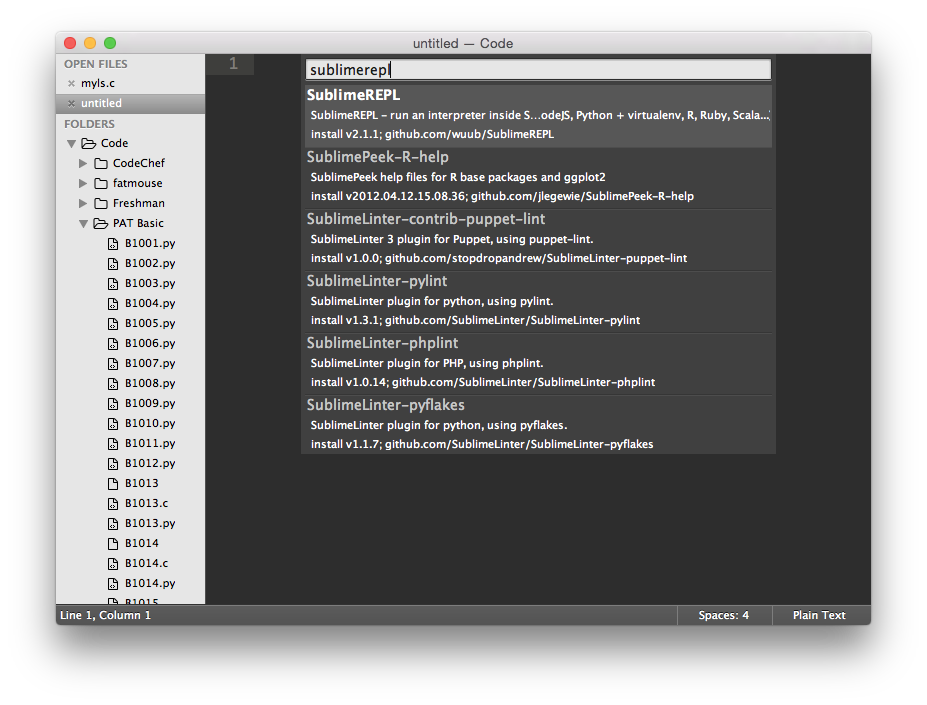 untitled — Code
OPEN FILES
× myls.c
× untitled
FOLDERS
Code
CodeChef
fatmouse
Freshman
PAT Basic
B1001.py
B1002.py
B1003.py
B1004.py
B1005.py
B1006.py
B1007.py
B1008.py
B1009.py
B1010.py
B1011.py
B1012.py
B1013
B1013.c
B1013.py
B1014
B1014.c
B1014.py
B1015
1
sublimerepl
SublimeREPL
SublimeREPL - run an interpreter inside S...odeJS, Python + virtualenv, R, Ruby, Scala...)
install v2.1.1; github.com/wuub/SublimeREPL
SublimePeek-R-help
SublimePeek help files for R base packages and ggplot2
install v2012.04.12.15.08.36; github.com/jlegewie/SublimePeek-R-help
SublimeLinter-contrib-puppet-lint
SublimeLinter 3 plugin for Puppet, using puppet-lint.
install v1.0.0; github.com/stopdropandrew/SublimeLinter-puppet-lint
SublimeLinter-pylint
SublimeLinter plugin for python, using pylint.
install v1.3.1; github.com/SublimeLinter/SublimeLinter-pylint
SublimeLinter-phplint
SublimeLinter plugin for PHP, using phplint.
install v1.0.14; github.com/SublimeLinter/SublimeLinter-phplint
SublimeLinter-pyflakes
SublimeLinter plugin for python, using pyflakes.
install v1.1.7; github.com/SublimeLinter/SublimeLinter-pyflakes
Line 1, Column 1
Spaces: 4
Plain Text